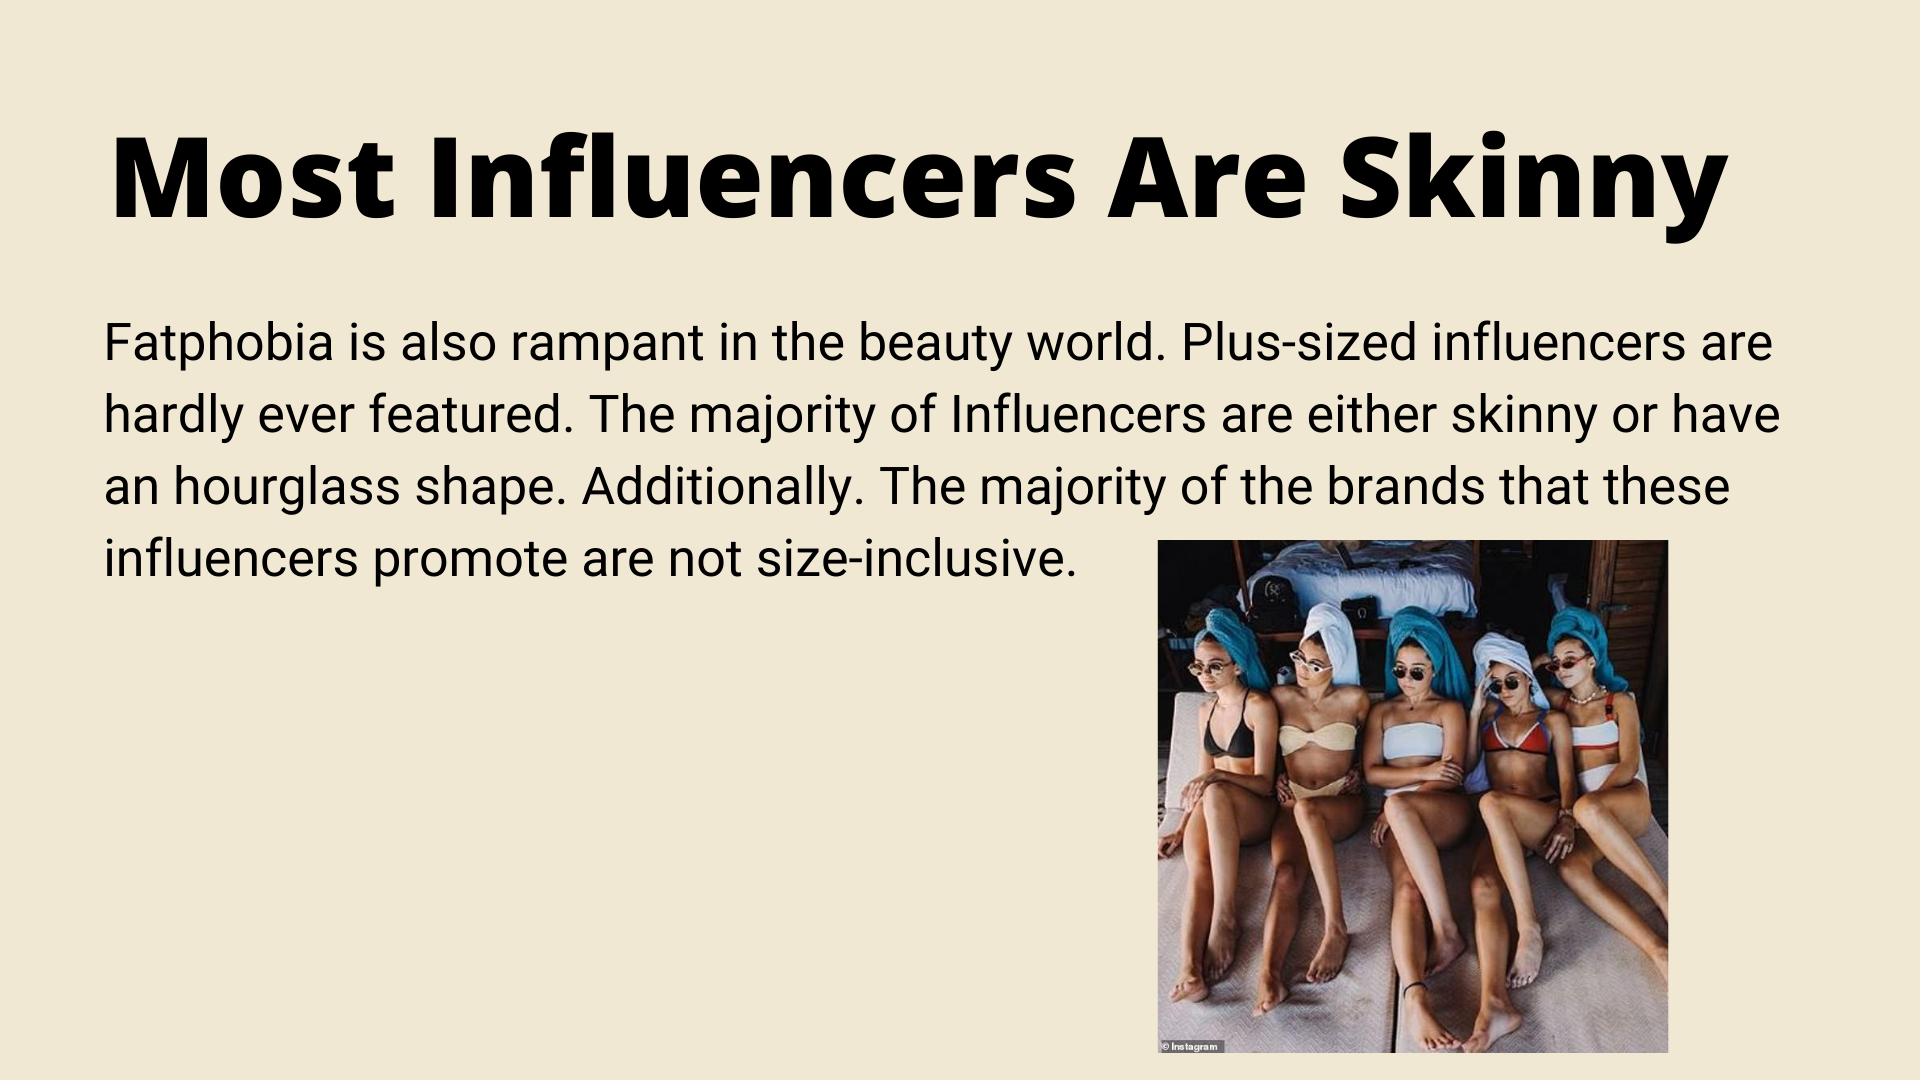 Most Influencers Are Skinny
Fatphobia is also rampant in the beauty world. Plus-sized influencers are
hardly ever featured. The majority of Influencers are either skinny or have
an hourglass shape. Additionally. The majority of the brands that these
influencers promote are not size-inclusive.
© Instagram